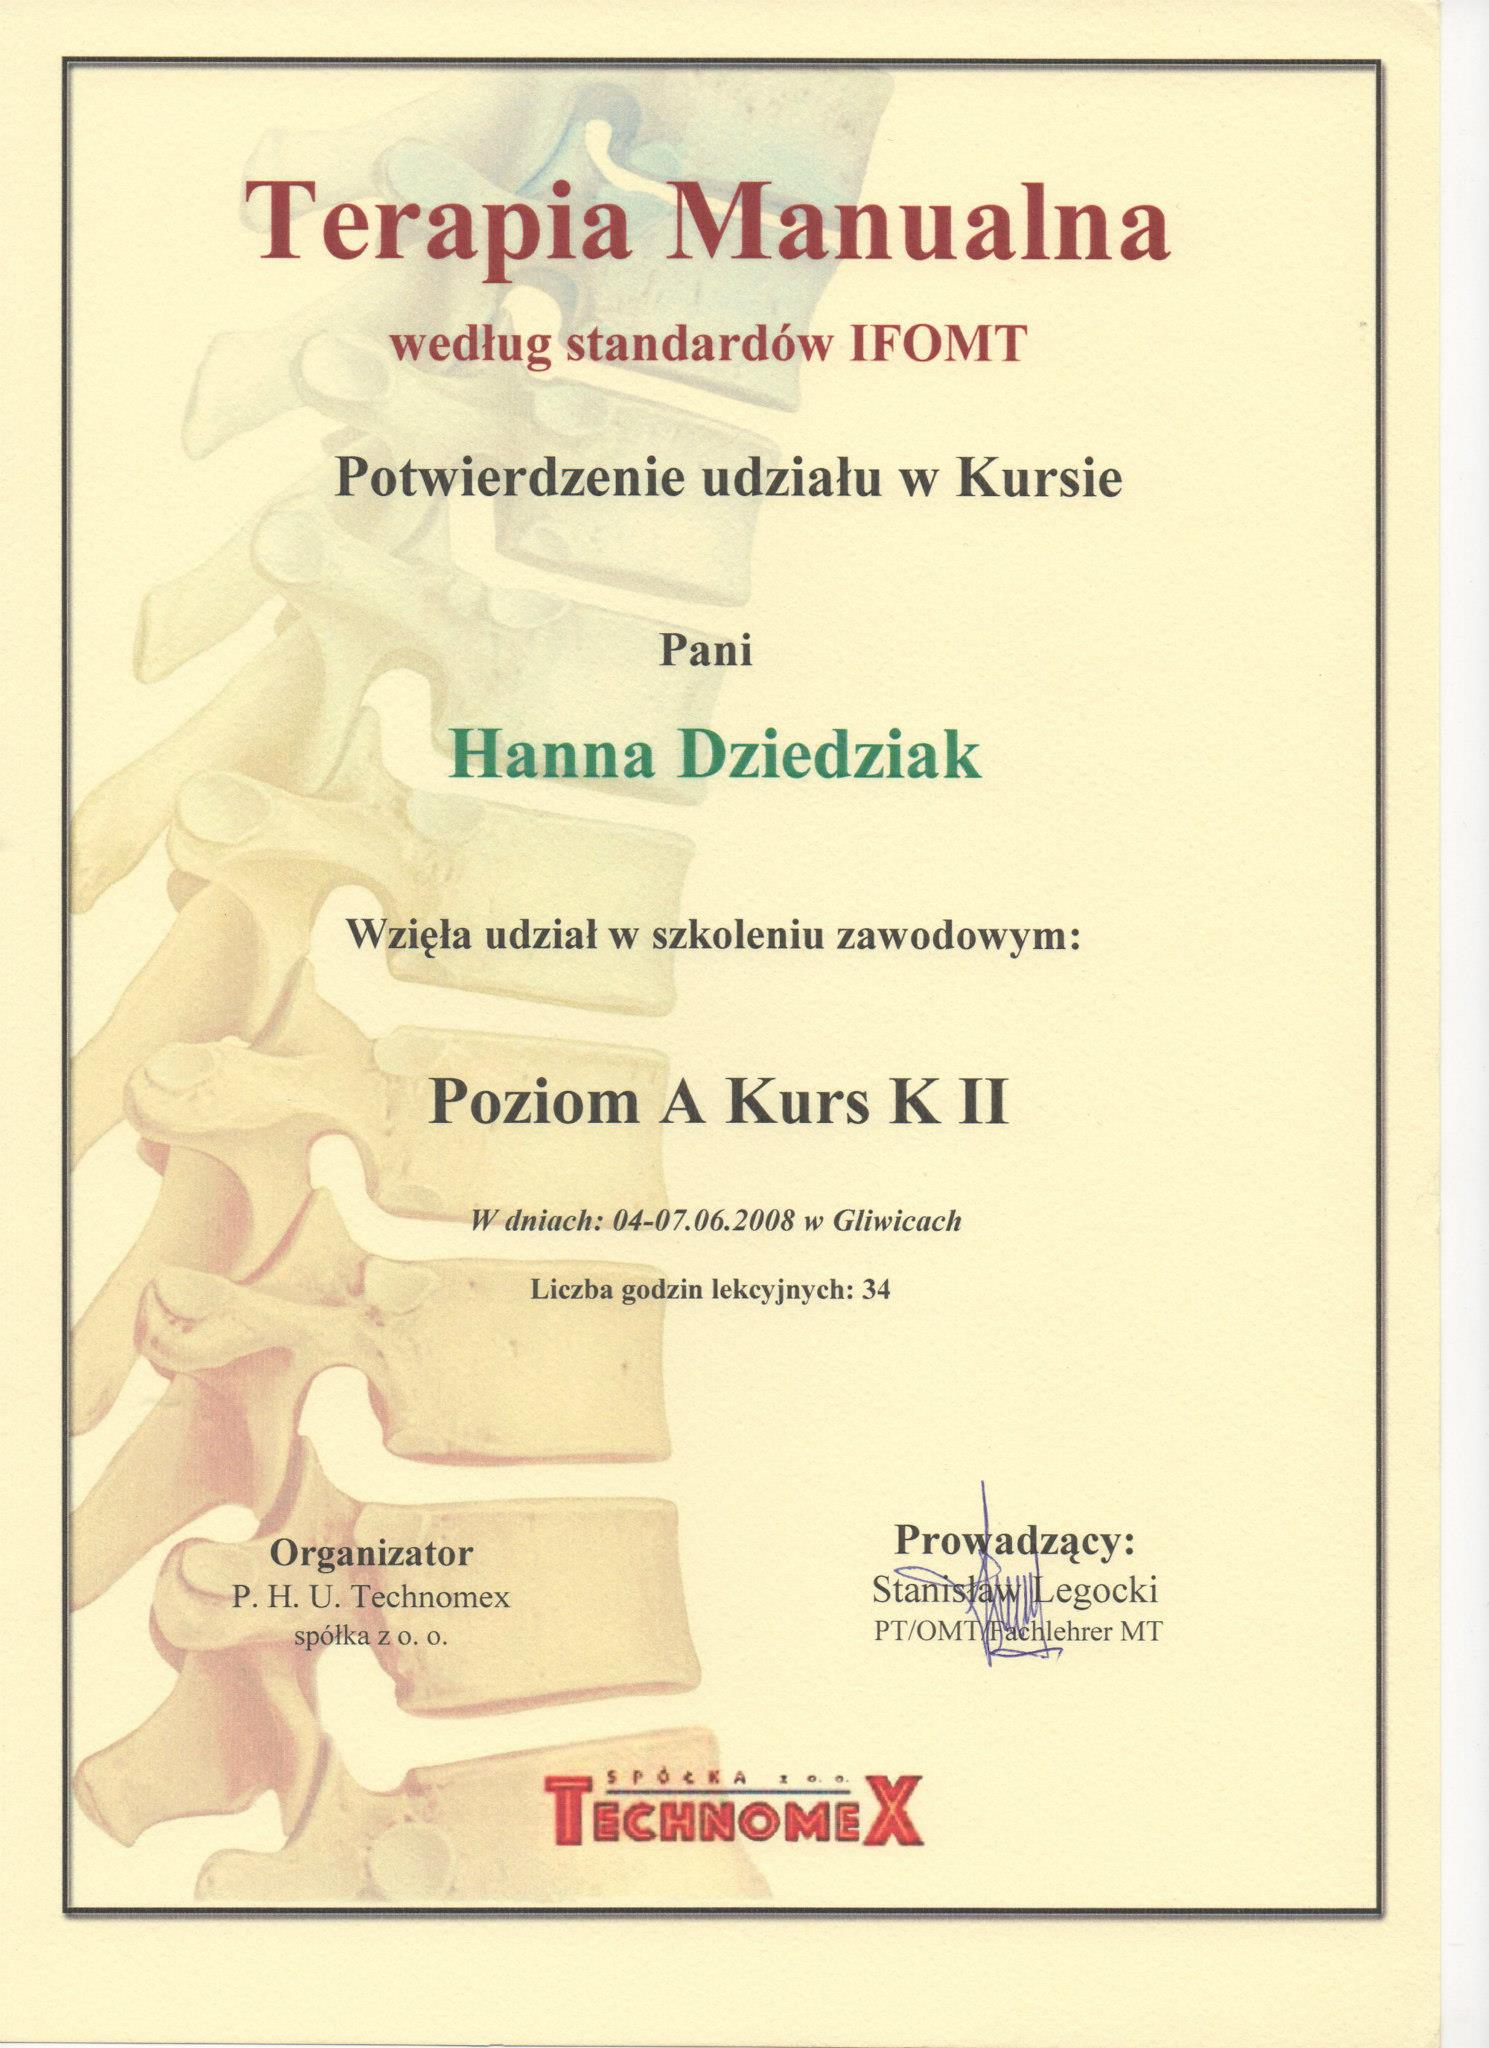 Terapia Manualna
według standardów IFOMT
Potwierdzenie udziału w Kursie
Pani
Hanna Dziedziak
Wzięła udział w szkoleniu zawodowym:
Poziom A Kurs K II
W dniach: 04-07.06.2008 w Gliwicach
Liczba godzin lekcyjnych: 34
Organizator
P. H. U. Technomex
spółka z o. o.
Prowadzący:
Stanisław Legocki
PT/OMT/Fachlehrer MT
SPÓŁKA z o.o.
TECHNOMEX